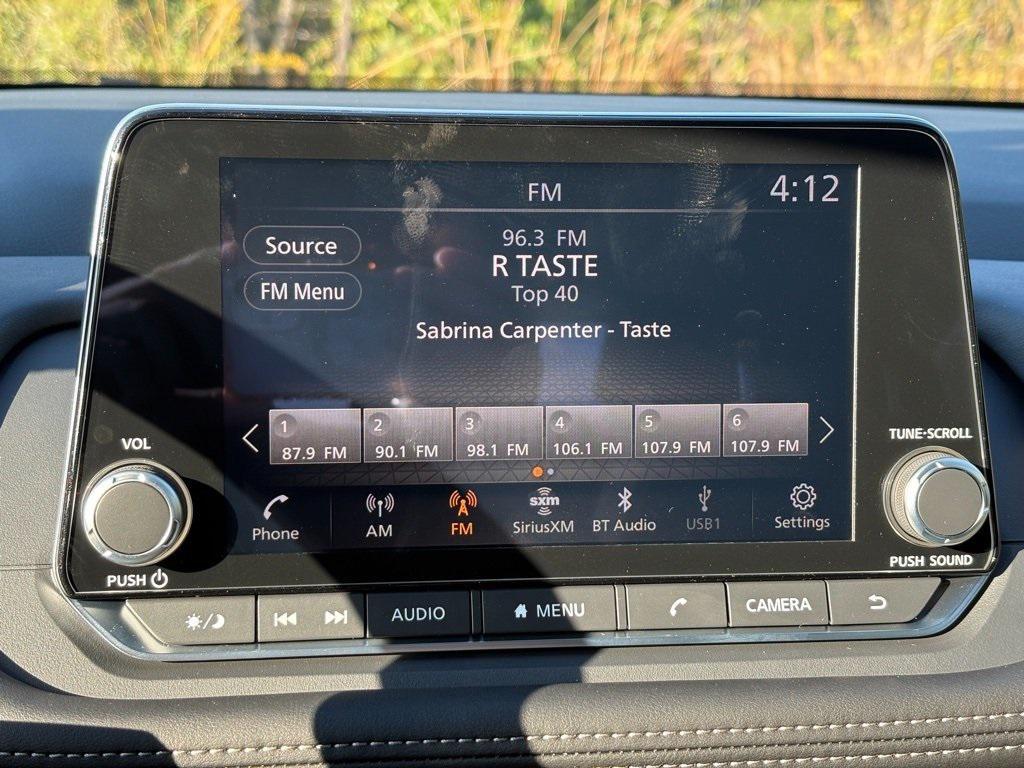 FM 4:12
Source
FM Menu
96.3 FM
R TASTE
Top 40
Sabrina Carpenter - Taste
1 2 3 4 5 6
87.9 FM 90.1 FM 98.1 FM 106.1 FM 107.9 FM 107.9 FM
Phone AM FM sxm SiriusXM BT Audio USB1 Settings
VOL
PUSH
TUNE·SCROLL
PUSH SOUND
AUDIO MENU CAMERA